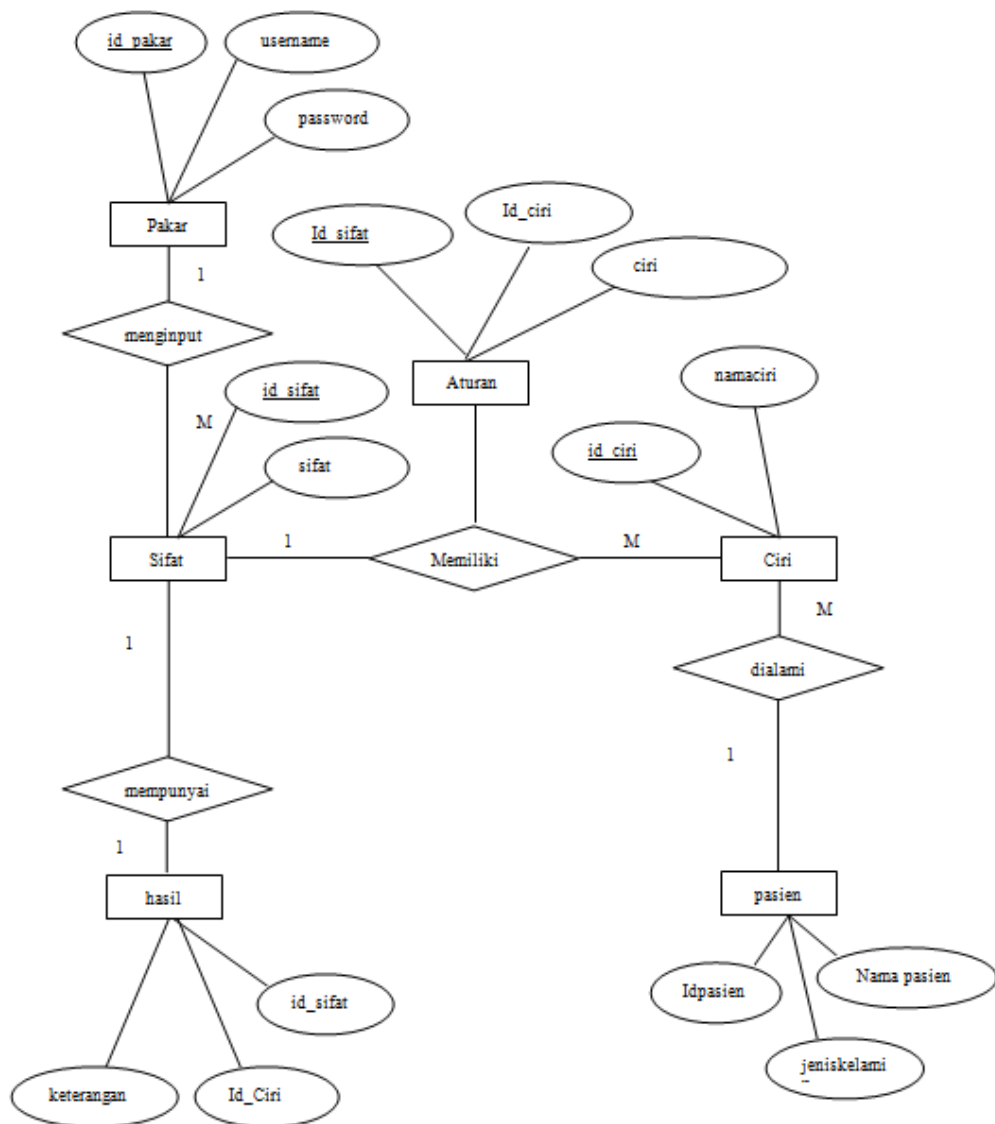 id_pakar
username
password
Pakar
1
menginput
Id_sifat
Id_ciri
ciri
Aturan
id_sifat
M
sifat
namaciri
id_ciri
Sifat
1
Memiliki
M
Ciri
1
M
dialami
1
mempunyai
1
hasil
pasien
id_sifat
keterangan
Id_Ciri
Idpasien
Nama pasien
jeniskelami